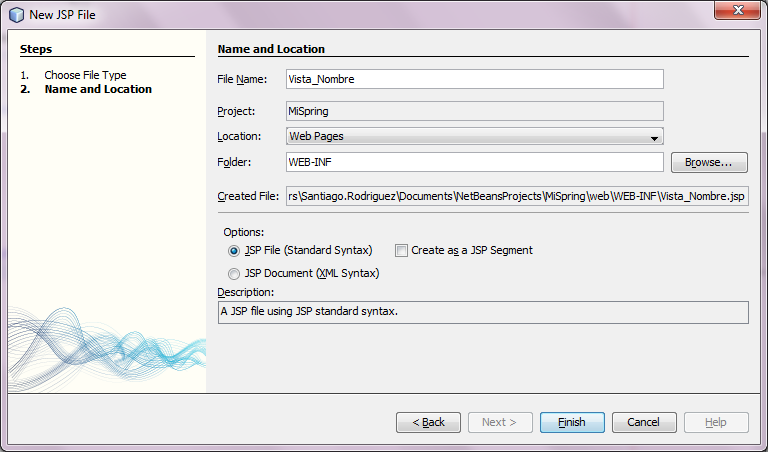 New JSP File
Steps
1. Choose File Type
2. Name and Location
Name and Location
File Name: Vista_Nombre
Project: MiSpring
Location: Web Pages
Folder: WEB-INF Browse...
Created File: rs\Santiago.Rodriguez\Documents\NetBeansProjects\MiSpring\web\WEB-INF\Vista_Nombre.jsp
Options:
JSP File (Standard Syntax) Create as a JSP Segment
JSP Document (XML Syntax)
Description:
A JSP file using JSP standard syntax.
< Back Next > Finish Cancel Help